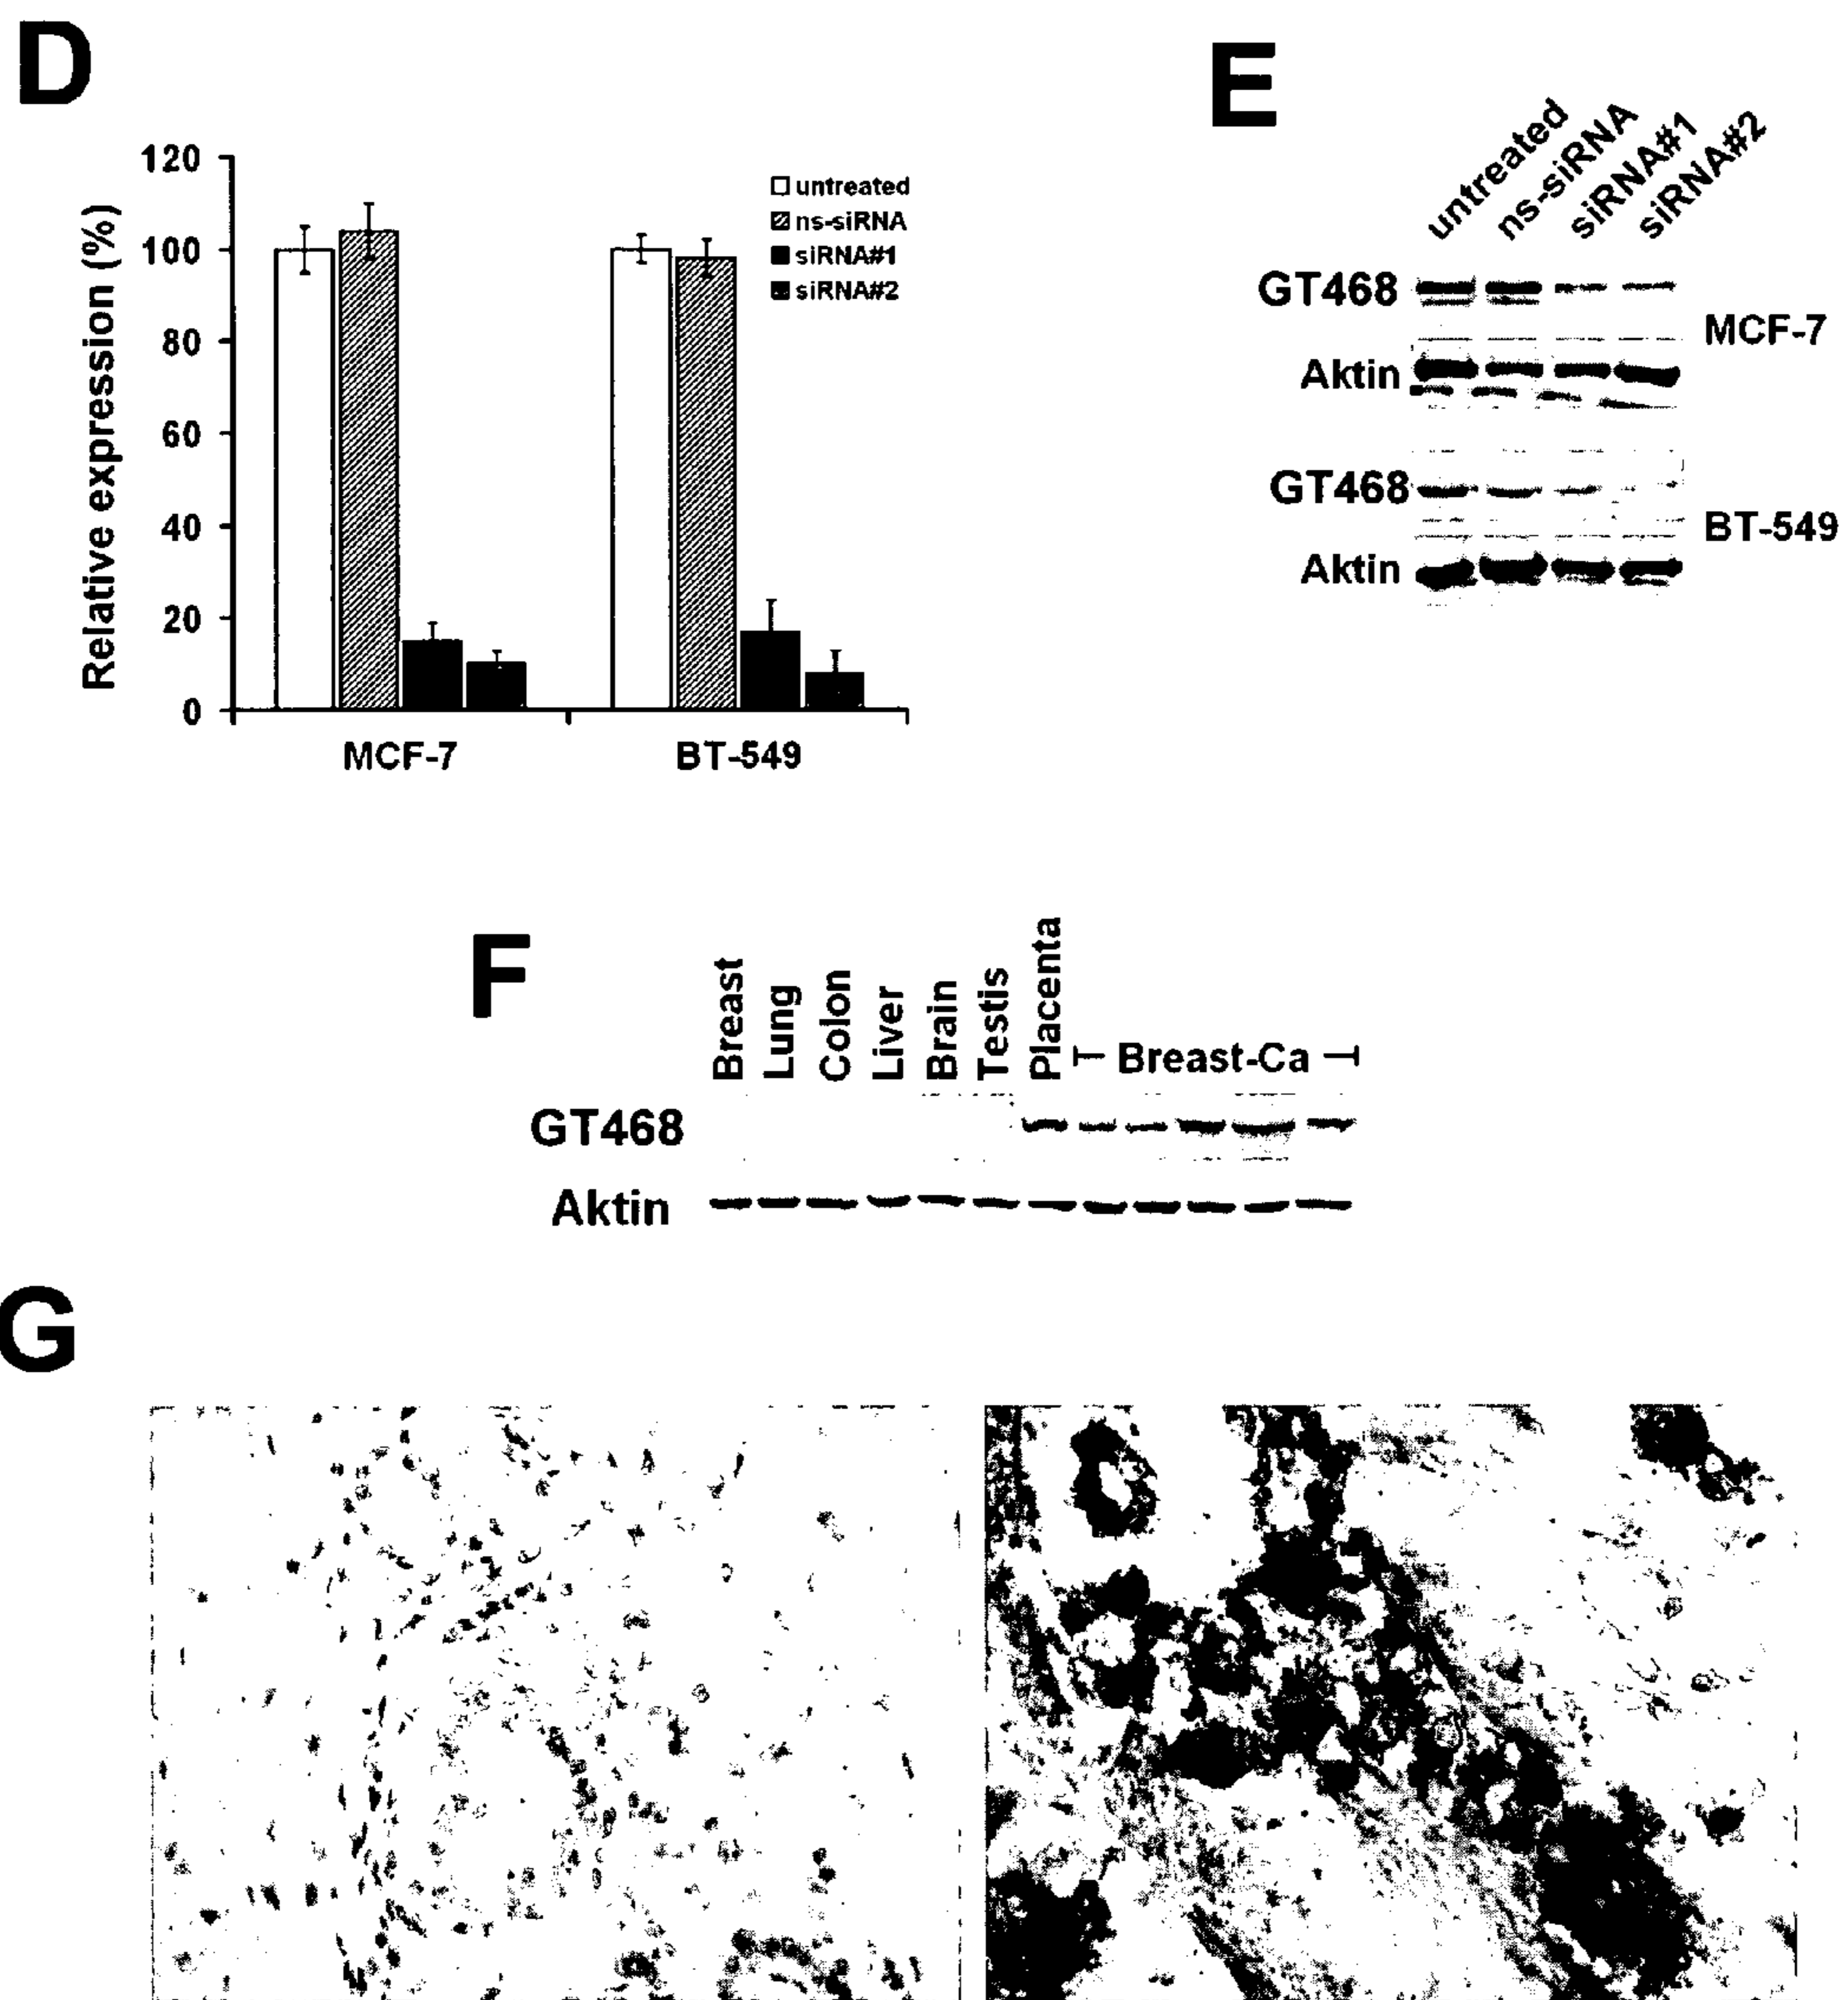 D
120
100
80
60
40
20
0
Relative expression (%)
untreated
ns-siRNA
siRNA#1
siRNA#2
MCF-7
BT-549
E
untreated
ns-siRNA
siRNA#1
siRNA#2
GT468
MCF-7
Aktin
GT468
BT-549
Aktin
F
Breast
Lung
Colon
Liver
Brain
Testis
Placenta
Breast-Ca
GT468
Aktin
G